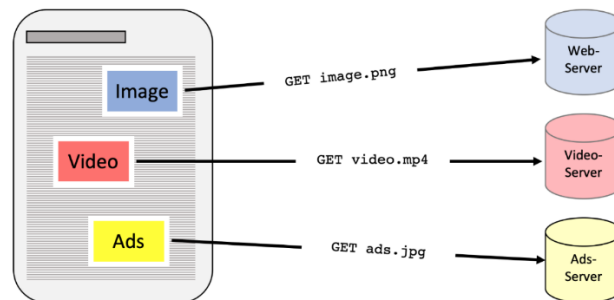 Image
GET image.png
Web-
Server
Video
GET video.mp4
Video-
Server
Ads
GET ads.jpg
Ads-
Server